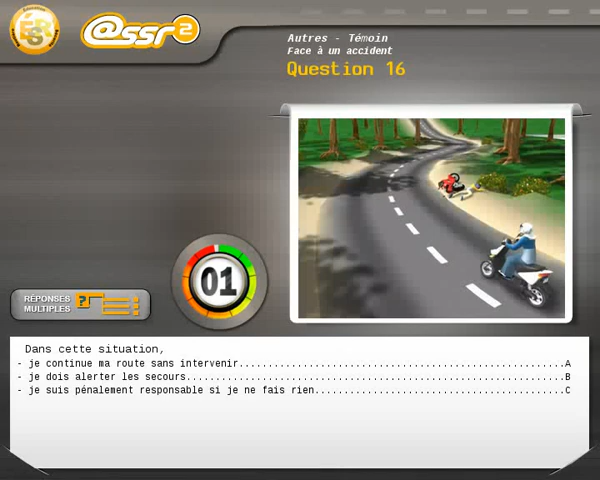 @ssr2
Autres - Témoin
Face à un accident
Question 16
01
RÉPONSES
MULTIPLES
?
Dans cette situation,
- je continue ma route sans intervenir......................................................A
- je dois alerter les secours...............................................................B
- je suis pénalement responsable si je ne fais rien.........................................C